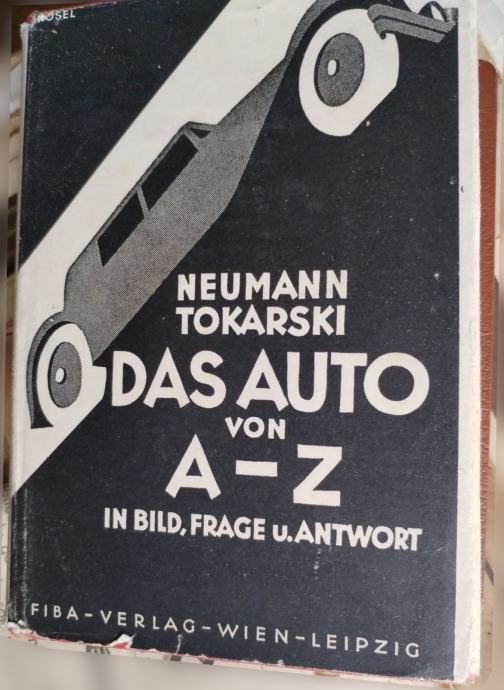 NEUMANN
TOKARSKI
DAS AUTO
VON
A–Z
IN BILD, FRAGE u. ANTWORT
FIBA–VERLAG–WIEN–LEIPZIG